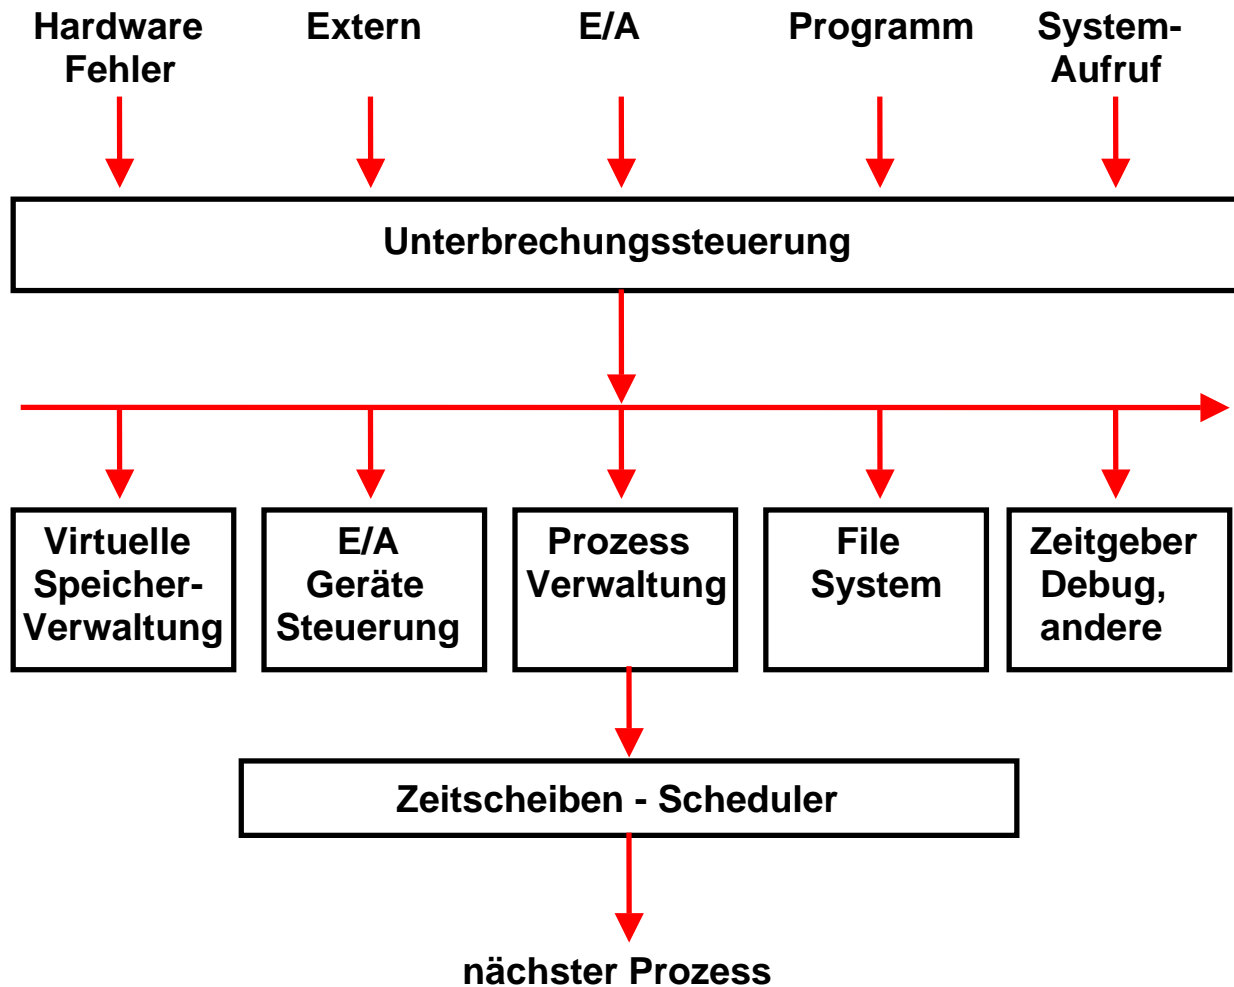 Hardware
Fehler
Extern
E/A
Programm
System-
Aufruf
Unterbrechungssteuerung
Virtuelle
Speicher-
Verwaltung
E/A
Geräte
Steuerung
Prozess
Verwaltung
File
System
Zeitgeber
Debug,
andere
Zeitscheiben - Scheduler
nächster Prozess